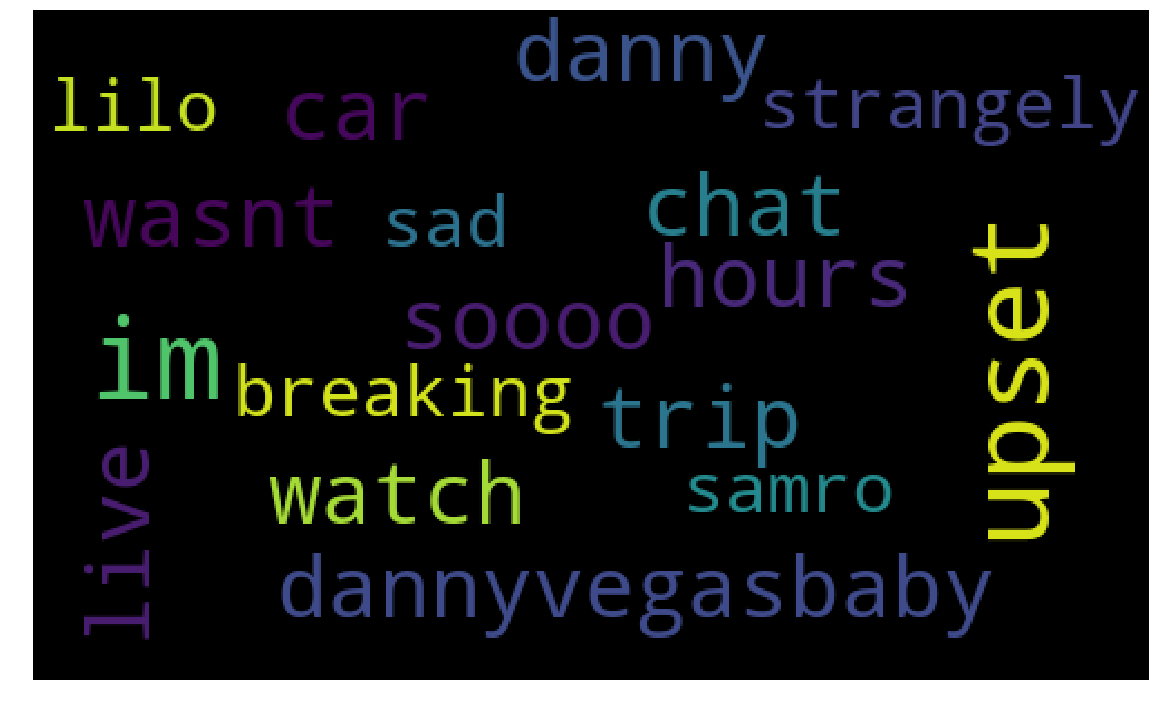 danny
lilo
car
strangely
wasnt
sad
chat
hours
upset
soooo
im
breaking
trip
live
watch
samro
dannyvegasbaby